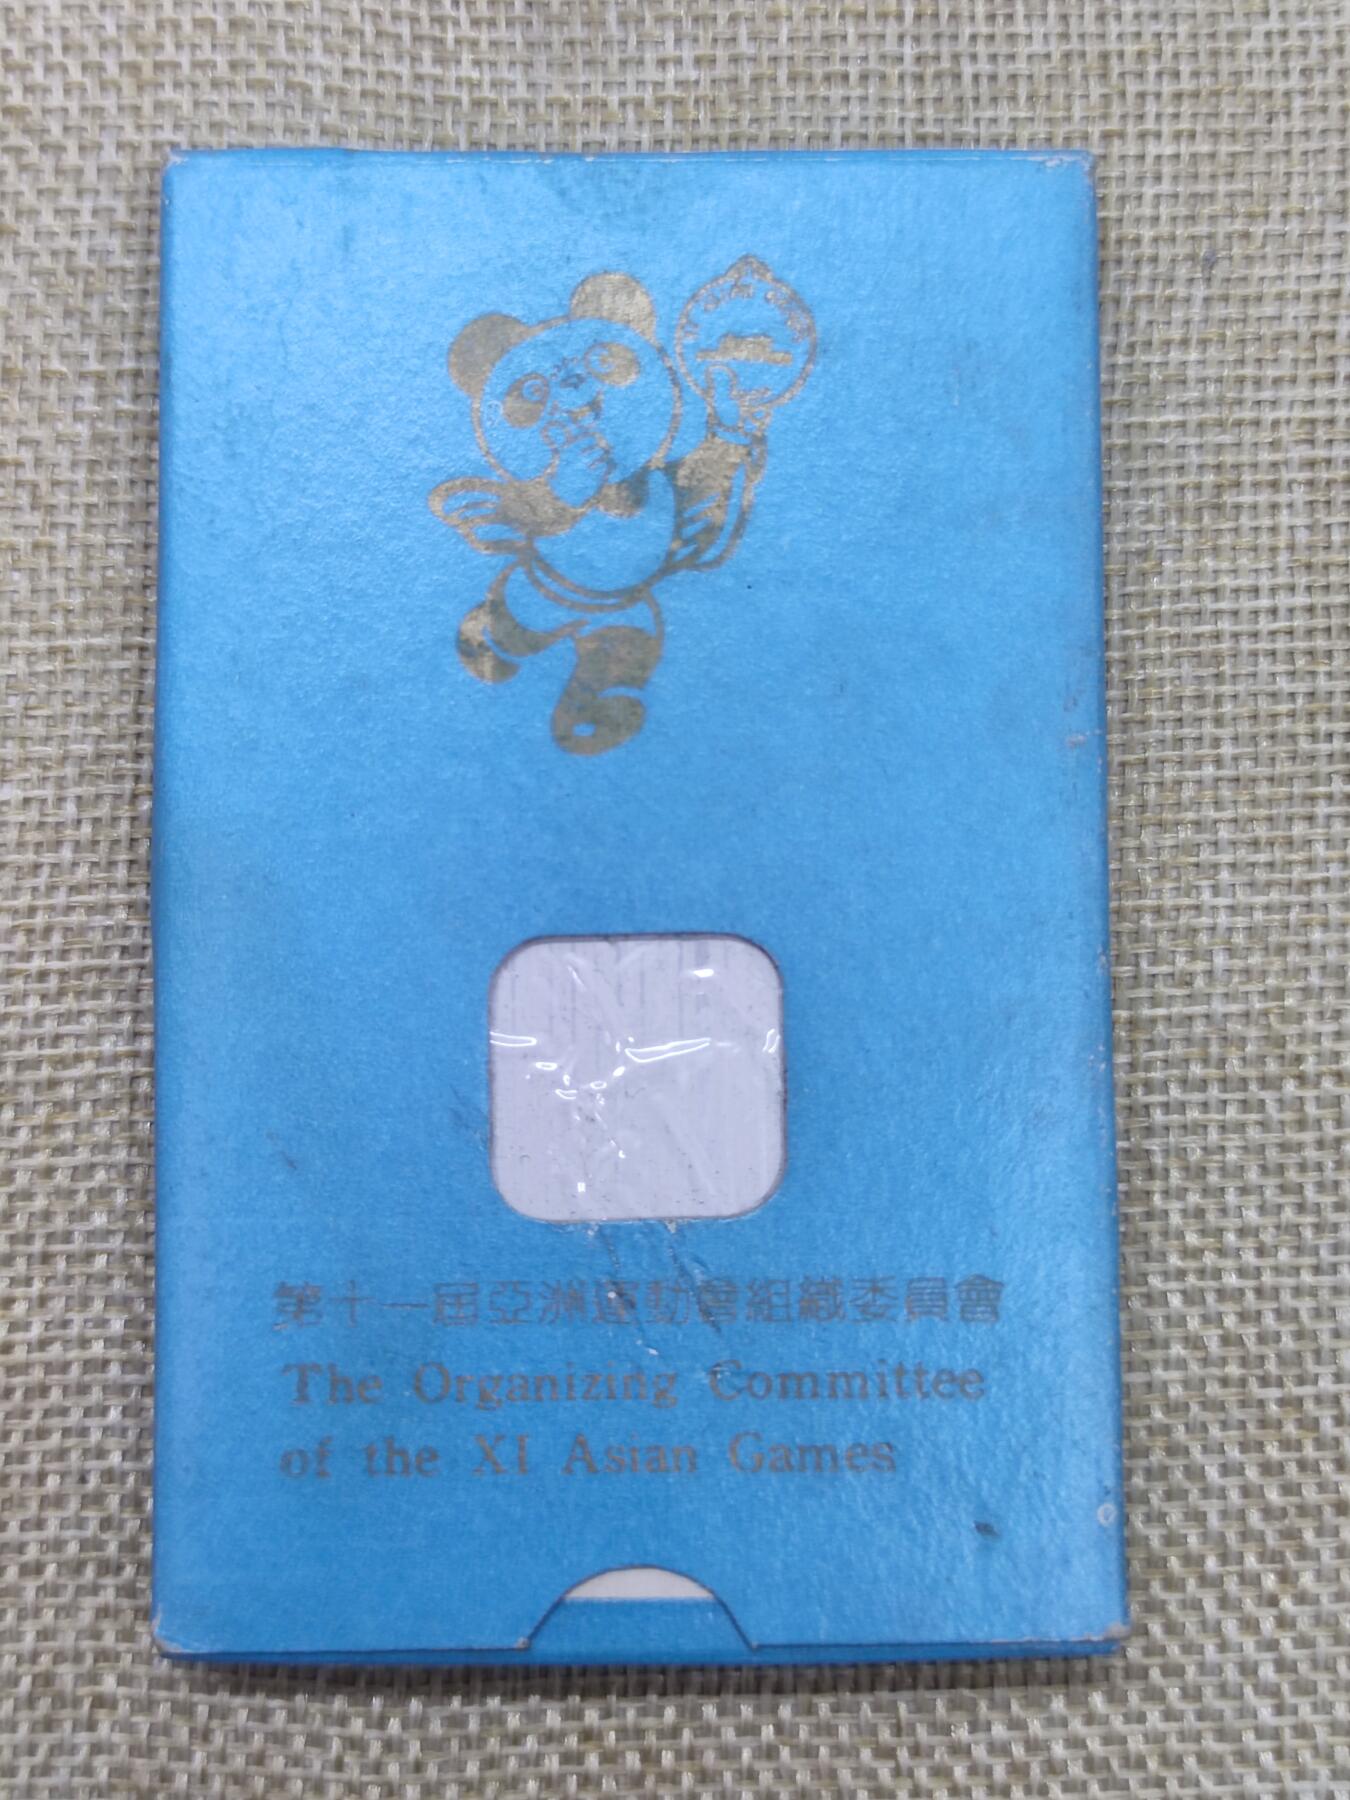 第十一屆亞洲運動會組織委員會
The Organizing Committee
of the XI Asian Games